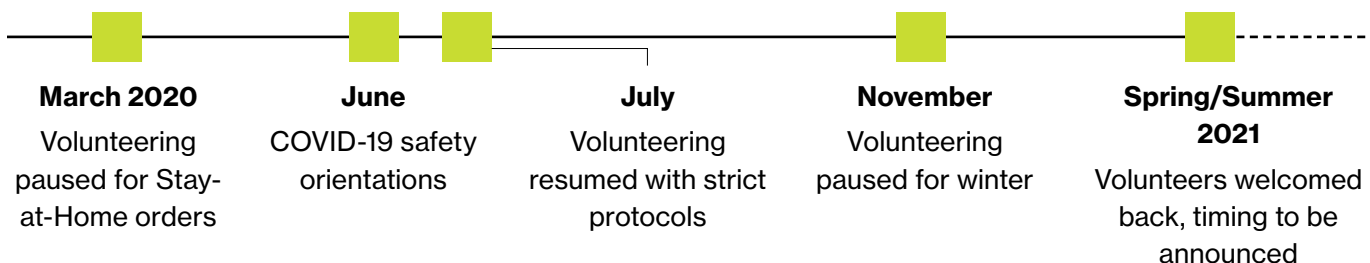 March 2020
Volunteering
paused for Stay-
at-Home orders
June
COVID-19 safety
orientations
July
Volunteering
resumed with strict
protocols
November
Volunteering
paused for winter
Spring/Summer
2021
Volunteers welcomed
back, timing to be
announced